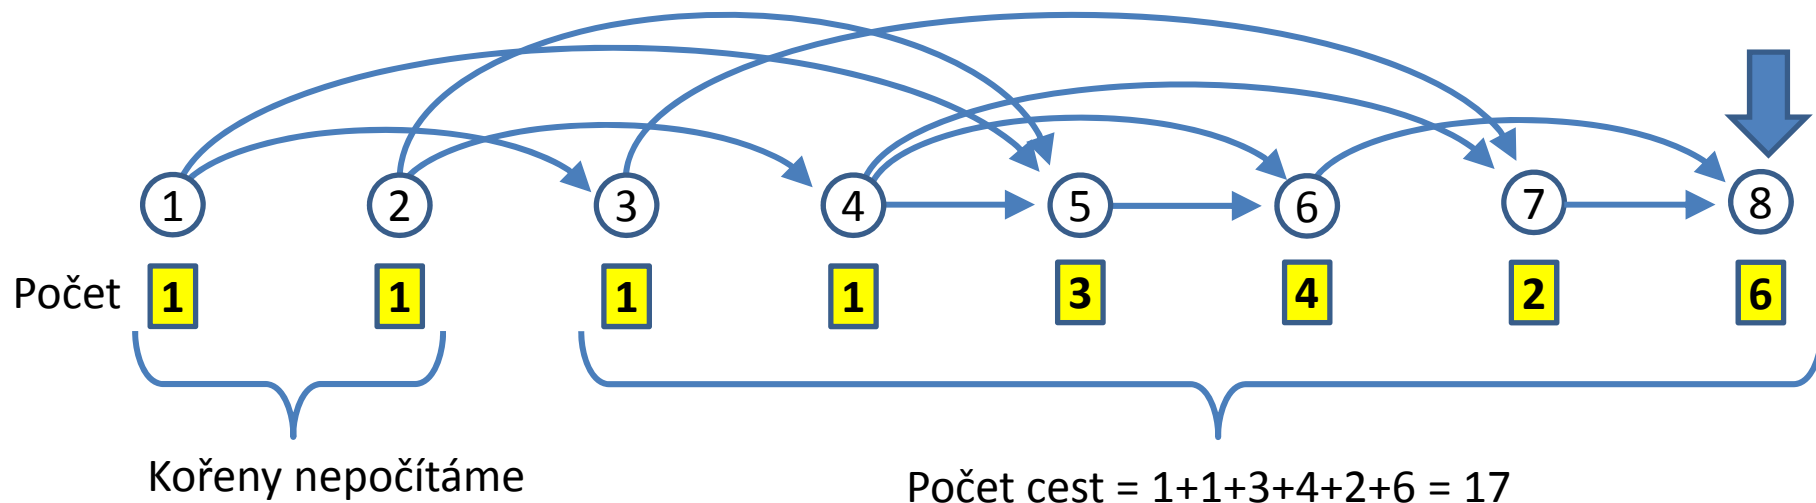 1 2 3 4 5 6 7 8
Počet 1 1 1 1 3 4 2 6
Kořeny nepočítáme
Počet cest = 1+1+3+4+2+6 = 17